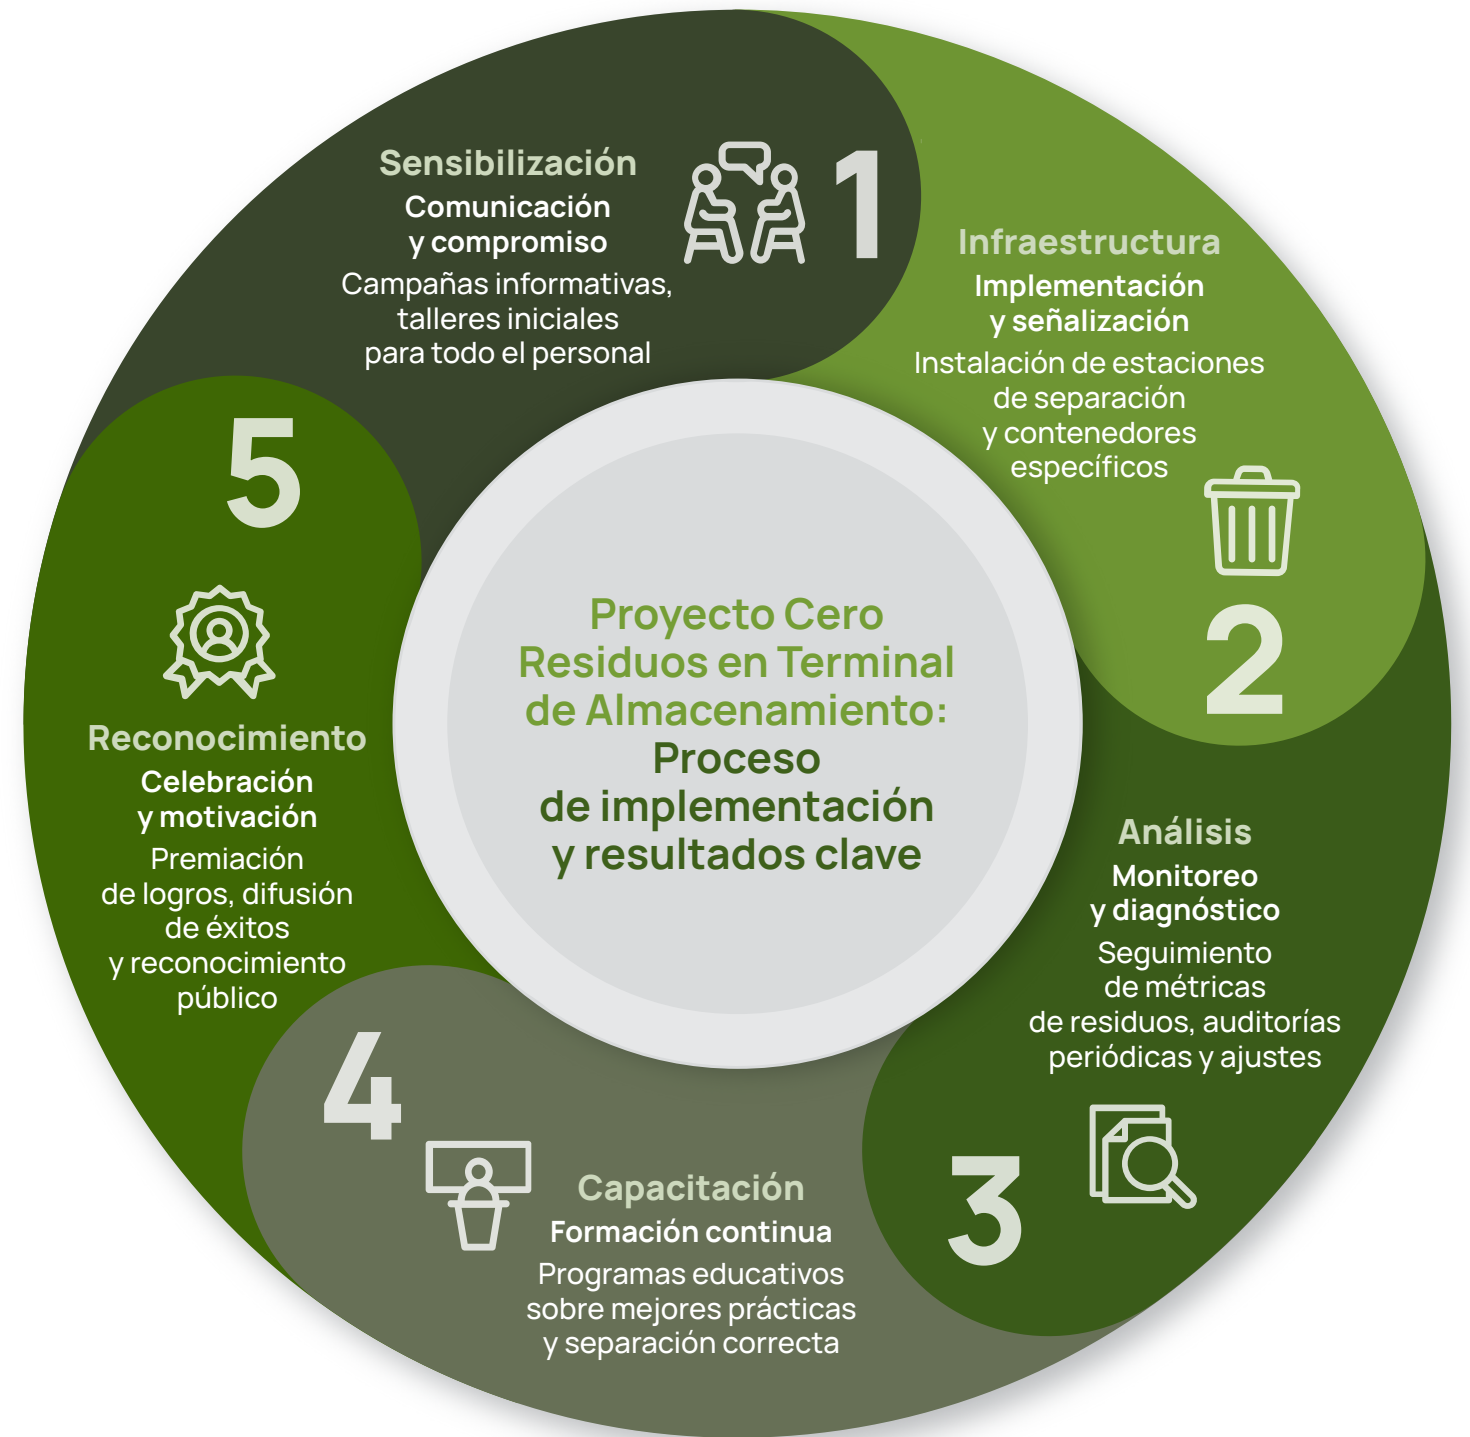 Sensibilización
Comunicación
y compromiso
Campañas informativas,
talleres iniciales
para todo el personal
1
Infraestructura
Implementación
y señalización
Instalación de estaciones
de separación
y contenedores
específicos
2
Análisis
Monitoreo
y diagnóstico
Seguimiento
de métricas
de residuos, auditorías
periódicas y ajustes
3
Capacitación
Formación continua
Programas educativos
sobre mejores prácticas
y separación correcta
4
5
Reconocimiento
Celebración
y motivación
Premiación
de logros, difusión
de éxitos
y reconocimiento
público
Proyecto Cero
Residuos en Terminal
de Almacenamiento:
Proceso
de implementación
y resultados clave